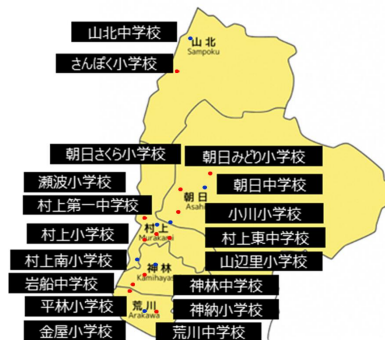 山北中学校
山北
Sampoku
さんぽく小学校
朝日さくら小学校
朝日みどり小学校
瀬波小学校
朝日中学校
朝日
Asahi
村上第一中学校
小川小学校
村上
Murakami
村上小学校
村上東中学校
村上南小学校
山辺里小学校
神林
Kamihayashi
岩船中学校
神林中学校
平林小学校
神納小学校
荒川
Arakawa
金屋小学校
荒川中学校